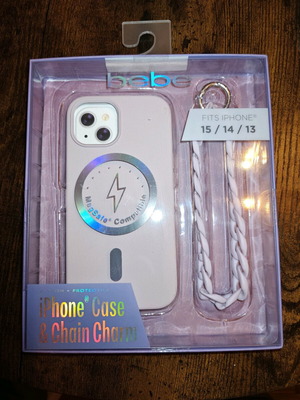 bebe
FITS IPHONE®
15 / 14 / 13
MagSafe® Compatible
iPhone® Case
& Chain Charm